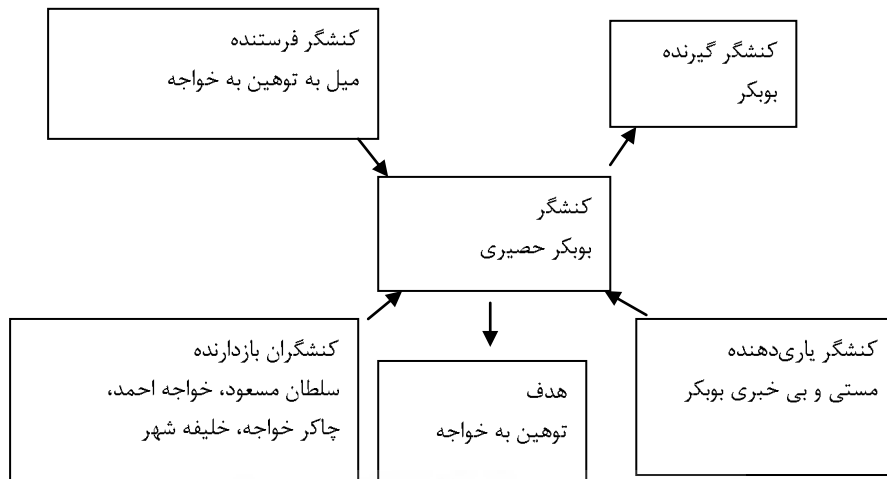 کنشگر گیرنده
بوبکر
کنشگر فرستنده
میل به توهین به خواجه
کنشگر
بوبکر حصیری
کنشگر یاری‌دهنده
مستی و بی خبری بوبکر
هدف
توهین به خواجه
کنشگران بازدارنده
سلطان مسعود، خواجه احمد،
چاکر خواجه، خلیفه شهر